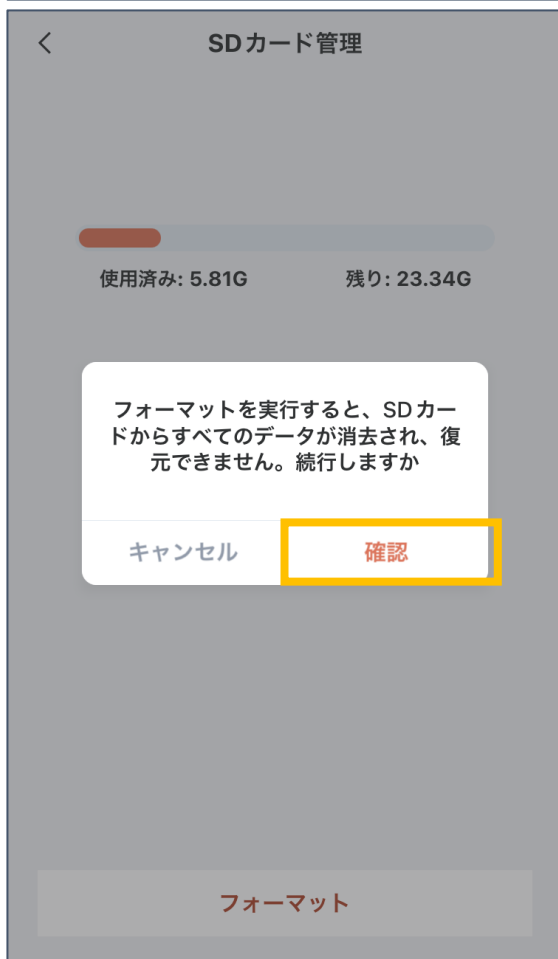 SDカード管理
使用済み: 5.81G 残り: 23.34G
フォーマットを実行すると、SDカー
ドからすべてのデータが消去され、復
元できません。続行しますか
キャンセル 確認
フォーマット